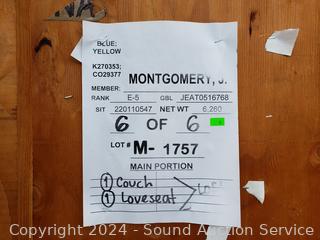 BLUE;
YELLOW
K270353;
CO29377
MEMBER: MONTGOMERY, J.
RANK E-5 GBL JEAT0516768
SIT 220110547 NET WT 6,260
6 OF 6
LOT # M- 1757
MAIN PORTION
1 Couch
1 Loveseat
Copyright 2024 - Sound Auction Service